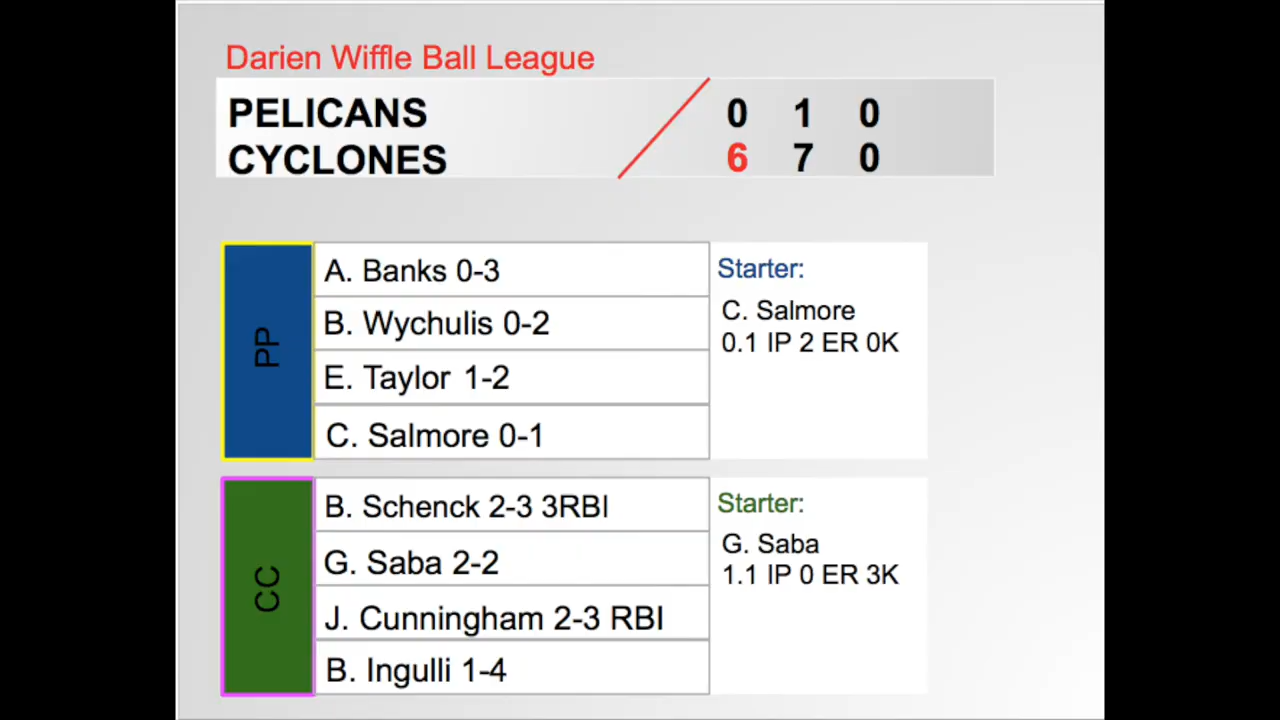 Darien Wiffle Ball League
PELICANS 0 1 0
CYCLONES 6 7 0
PP
A. Banks 0-3
B. Wychulis 0-2
E. Taylor 1-2
C. Salmore 0-1
Starter:
C. Salmore
0.1 IP 2 ER 0K
CC
B. Schenck 2-3 3RBI
G. Saba 2-2
J. Cunningham 2-3 RBI
B. Ingulli 1-4
Starter:
G. Saba
1.1 IP 0 ER 3K